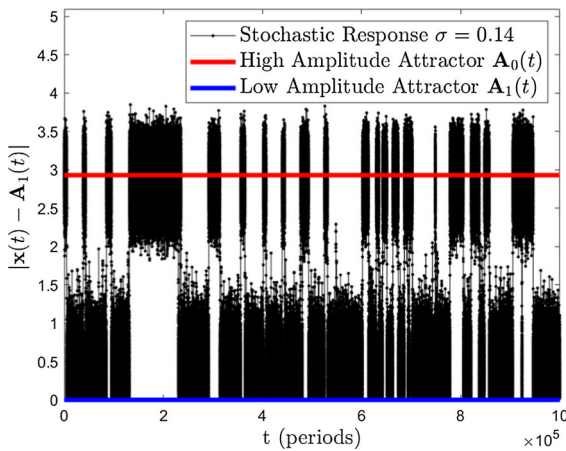 Stochastic Response σ = 0.14
High Amplitude Attractor A₀(t)
Low Amplitude Attractor A₁(t)
|x(t) − A₁(t)|
5
4.5
4
3.5
3
2.5
2
1.5
1
0.5
0
0 2 4 6 8 10
t (periods)
×10⁵